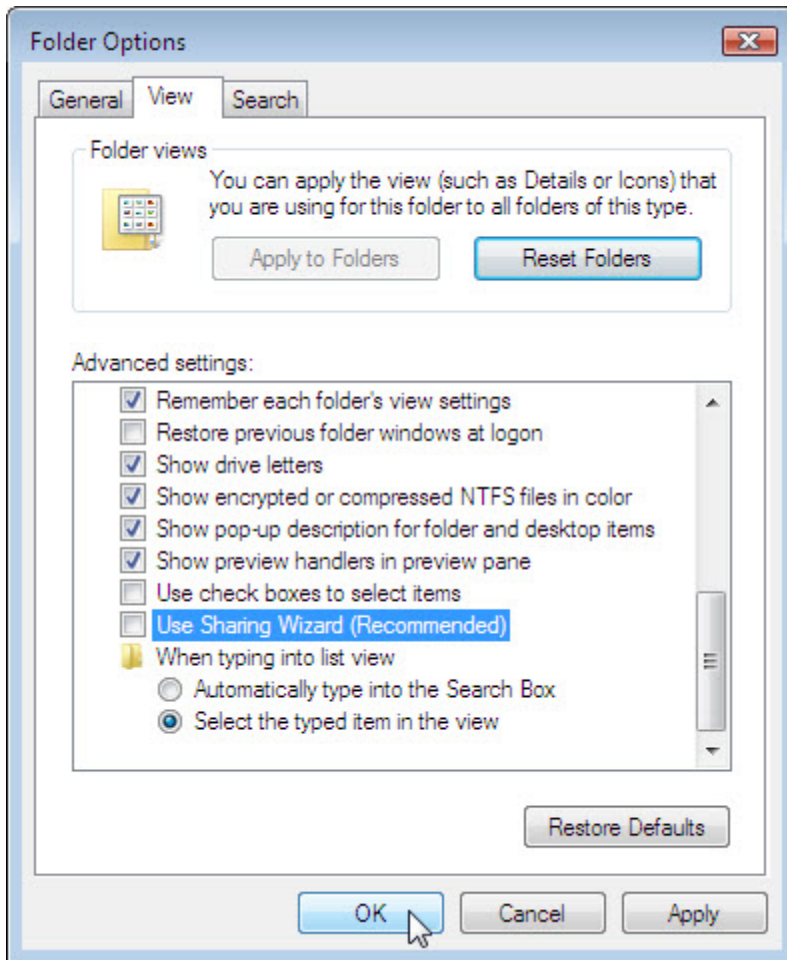 Folder Options
General View Search
Folder views
You can apply the view (such as Details or Icons) that
you are using for this folder to all folders of this type.
Apply to Folders Reset Folders
Advanced settings:
Remember each folder's view settings
Restore previous folder windows at logon
Show drive letters
Show encrypted or compressed NTFS files in color
Show pop-up description for folder and desktop items
Show preview handlers in preview pane
Use check boxes to select items
Use Sharing Wizard (Recommended)
When typing into list view
Automatically type into the Search Box
Select the typed item in the view
Restore Defaults
OK Cancel Apply